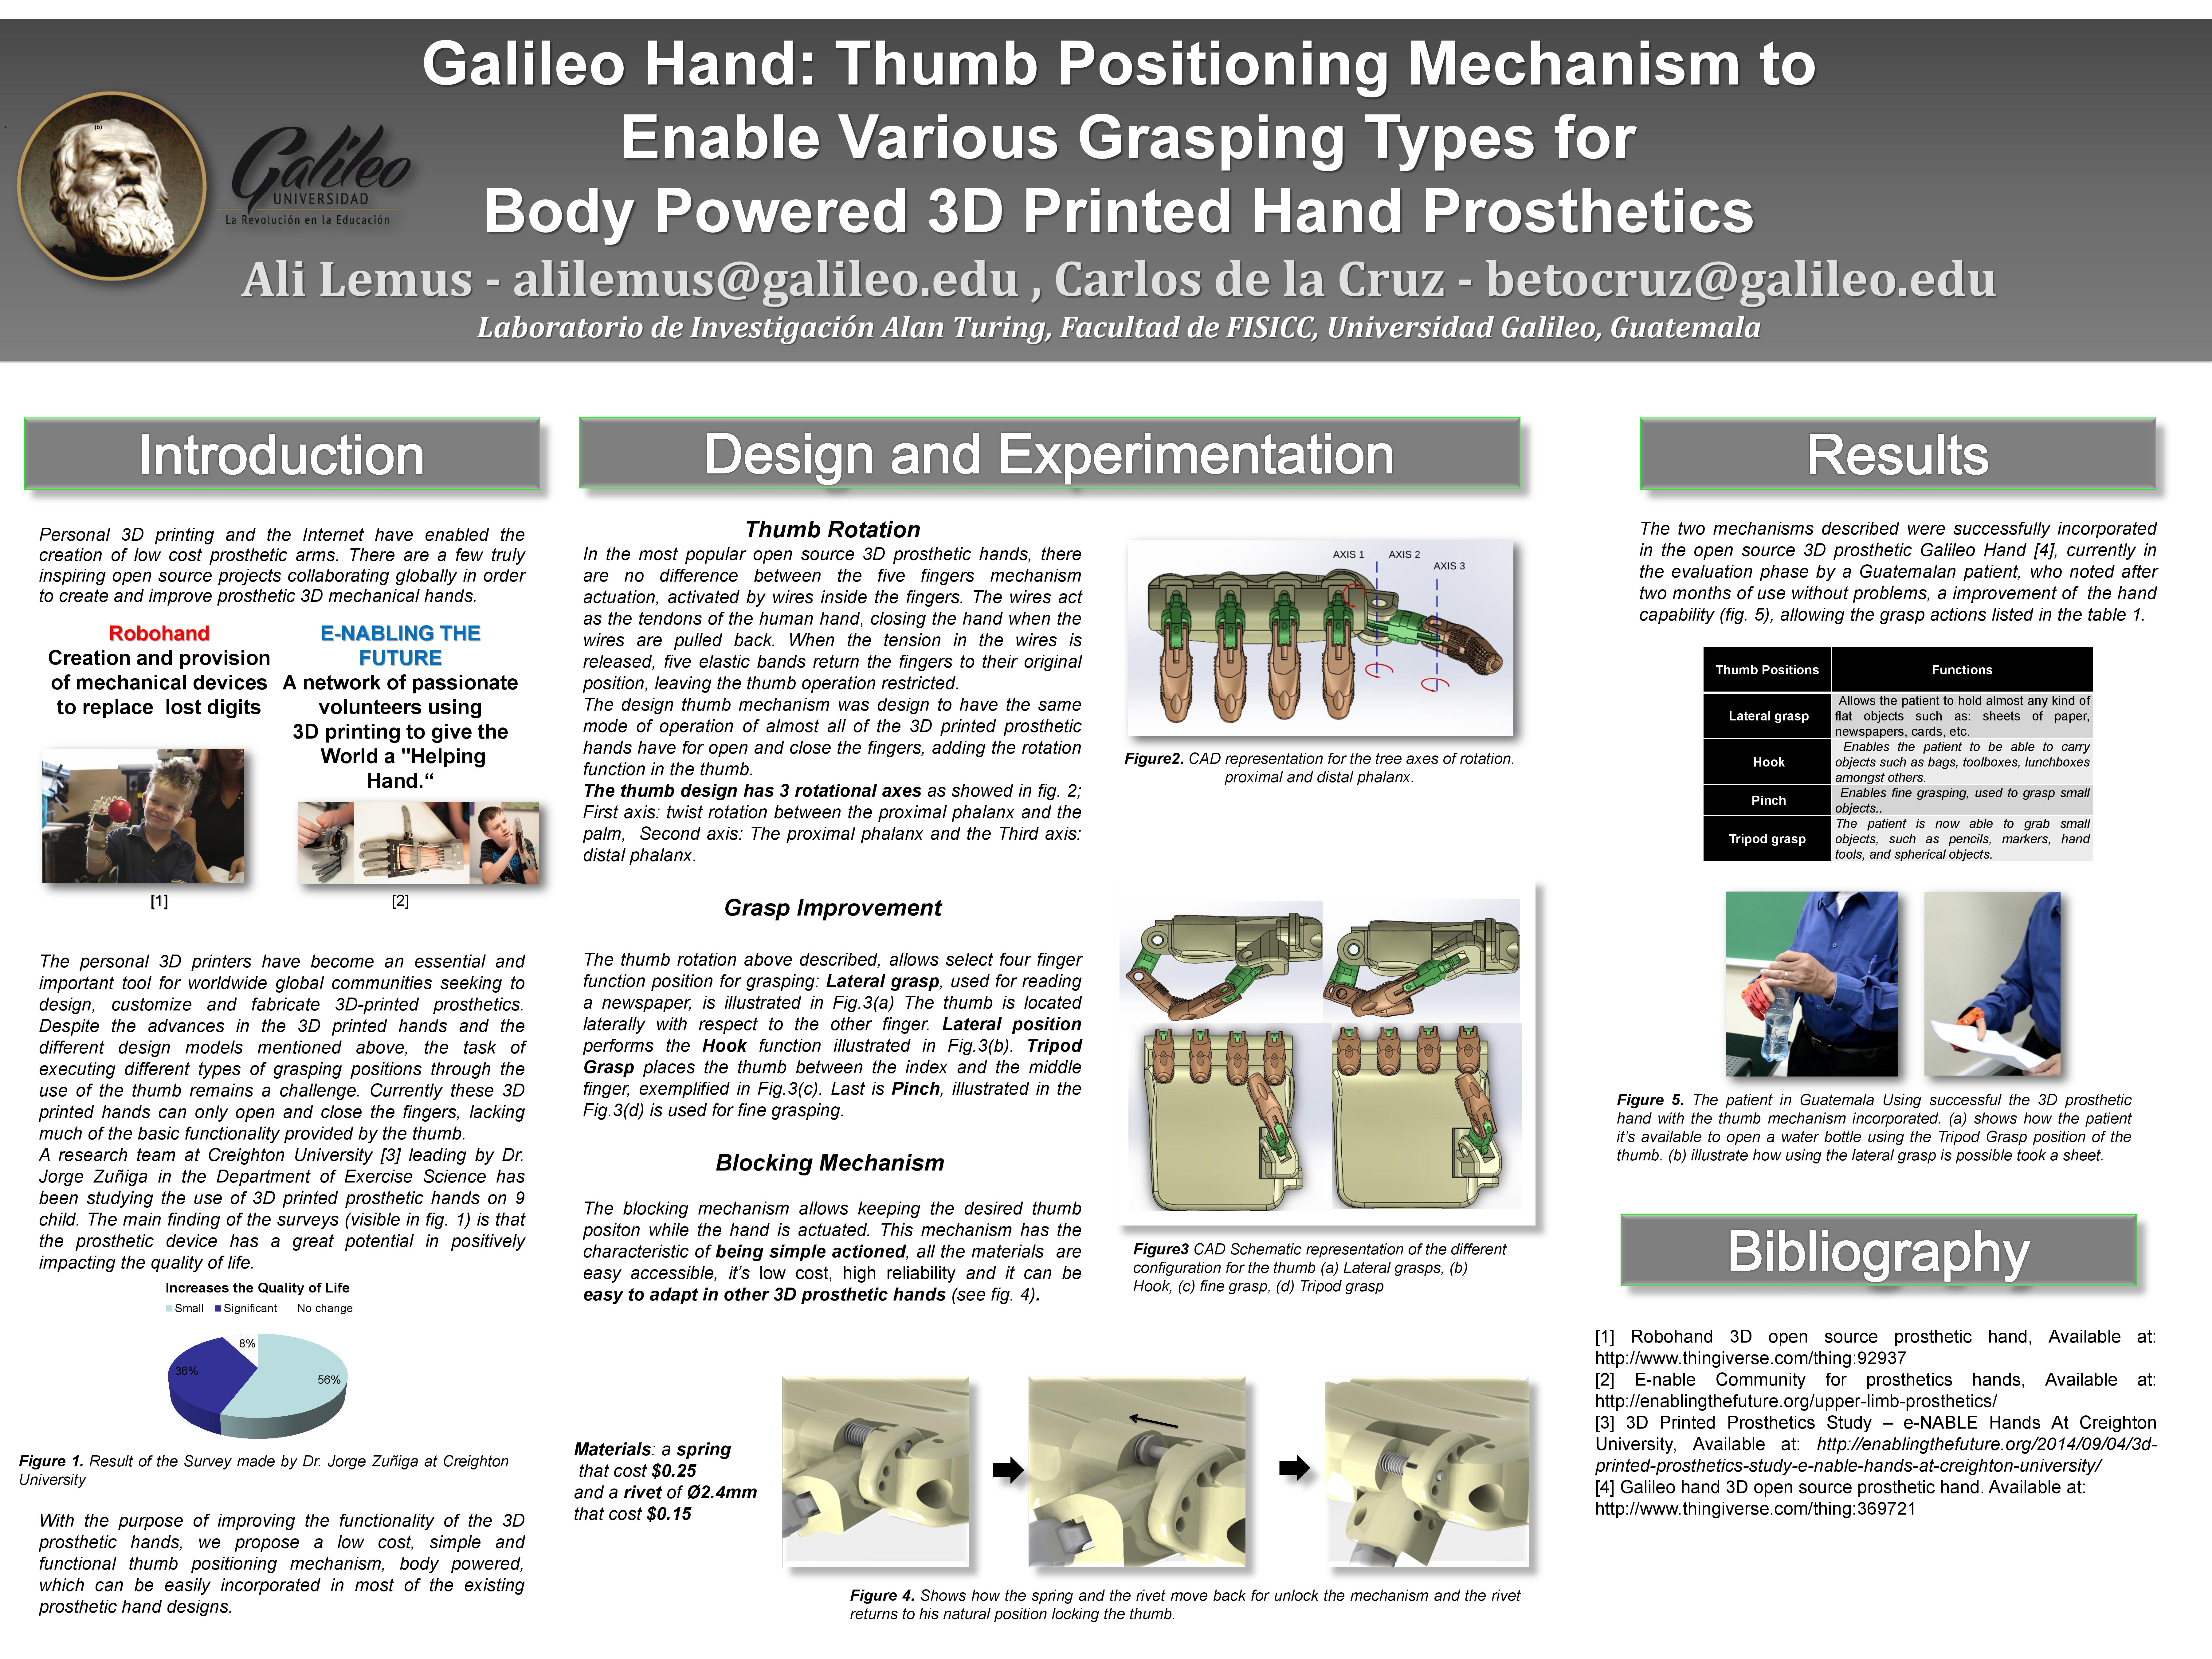 Galileo Hand: Thumb Positioning Mechanism to
Enable Various Grasping Types for
Body Powered 3D Printed Hand Prosthetics
Ali Lemus - alilemus@galileo.edu , Carlos de la Cruz - betocruz@galileo.edu
Laboratorio de Investigación Alan Turing, Facultad de FISICC, Universidad Galileo, Guatemala
(b)
Galileo
UNIVERSIDAD
La Revolución en la Educación
Introduction
Personal 3D printing and the Internet have enabled the
creation of low cost prosthetic arms. There are a few truly
inspiring open source projects collaborating globally in order
to create and improve prosthetic 3D mechanical hands.
Robohand
Creation and provision
of mechanical devices
to replace lost digits
[1]
E-NABLING THE
FUTURE
A network of passionate
volunteers using
3D printing to give the
World a "Helping
Hand.“
[2]
The personal 3D printers have become an essential and
important tool for worldwide global communities seeking to
design, customize and fabricate 3D-printed prosthetics.
Despite the advances in the 3D printed hands and the
different design models mentioned above, the task of
executing different types of grasping positions through the
use of the thumb remains a challenge. Currently these 3D
printed hands can only open and close the fingers, lacking
much of the basic functionality provided by the thumb.
A research team at Creighton University [3] leading by Dr.
Jorge Zuñiga in the Department of Exercise Science has
been studying the use of 3D printed prosthetic hands on 9
child. The main finding of the surveys (visible in fig. 1) is that
the prosthetic device has a great potential in positively
impacting the quality of life.
Increases the Quality of Life
Small Significant No change
8%
36%
56%
Figure 1. Result of the Survey made by Dr. Jorge Zuñiga at Creighton
University
With the purpose of improving the functionality of the 3D
prosthetic hands, we propose a low cost, simple and
functional thumb positioning mechanism, body powered,
which can be easily incorporated in most of the existing
prosthetic hand designs.
Design and Experimentation
Thumb Rotation
In the most popular open source 3D prosthetic hands, there
are no difference between the five fingers mechanism
actuation, activated by wires inside the fingers. The wires act
as the tendons of the human hand, closing the hand when the
wires are pulled back. When the tension in the wires is
released, five elastic bands return the fingers to their original
position, leaving the thumb operation restricted.
The design thumb mechanism was design to have the same
mode of operation of almost all of the 3D printed prosthetic
hands have for open and close the fingers, adding the rotation
function in the thumb.
The thumb design has 3 rotational axes as showed in fig. 2;
First axis: twist rotation between the proximal phalanx and the
palm, Second axis: The proximal phalanx and the Third axis:
distal phalanx.
Grasp Improvement
The thumb rotation above described, allows select four finger
function position for grasping: Lateral grasp, used for reading
a newspaper, is illustrated in Fig.3(a) The thumb is located
laterally with respect to the other finger. Lateral position
performs the Hook function illustrated in Fig.3(b). Tripod
Grasp places the thumb between the index and the middle
finger, exemplified in Fig.3(c). Last is Pinch, illustrated in the
Fig.3(d) is used for fine grasping.
Blocking Mechanism
The blocking mechanism allows keeping the desired thumb
positon while the hand is actuated. This mechanism has the
characteristic of being simple actioned, all the materials are
easy accessible, it’s low cost, high reliability and it can be
easy to adapt in other 3D prosthetic hands (see fig. 4).
AXIS 1 AXIS 2
AXIS 3
Figure2. CAD representation for the tree axes of rotation.
proximal and distal phalanx.
Figure3 CAD Schematic representation of the different
configuration for the thumb (a) Lateral grasps, (b)
Hook, (c) fine grasp, (d) Tripod grasp
Materials: a spring
that cost $0.25
and a rivet of Ø2.4mm
that cost $0.15
Figure 4. Shows how the spring and the rivet move back for unlock the mechanism and the rivet
returns to his natural position locking the thumb.
Results
The two mechanisms described were successfully incorporated
in the open source 3D prosthetic Galileo Hand [4], currently in
the evaluation phase by a Guatemalan patient, who noted after
two months of use without problems, a improvement of the hand
capability (fig. 5), allowing the grasp actions listed in the table 1.
Thumb Positions Functions
Lateral grasp Allows the patient to hold almost any kind of
flat objects such as: sheets of paper,
newspapers, cards, etc.
Hook Enables the patient to be able to carry
objects such as bags, toolboxes, lunchboxes
amongst others.
Pinch Enables fine grasping, used to grasp small
objects..
Tripod grasp The patient is now able to grab small
objects, such as pencils, markers, hand
tools, and spherical objects.
Figure 5. The patient in Guatemala Using successful the 3D prosthetic
hand with the thumb mechanism incorporated. (a) shows how the patient
it’s available to open a water bottle using the Tripod Grasp position of the
thumb. (b) illustrate how using the lateral grasp is possible took a sheet.
Bibliography
[1] Robohand 3D open source prosthetic hand, Available at:
http://www.thingiverse.com/thing:92937
[2] E-nable Community for prosthetics hands, Available at:
http://enablingthefuture.org/upper-limb-prosthetics/
[3] 3D Printed Prosthetics Study – e-NABLE Hands At Creighton
University, Available at: http://enablingthefuture.org/2014/09/04/3d-
printed-prosthetics-study-e-nable-hands-at-creighton-university/
[4] Galileo hand 3D open source prosthetic hand. Available at:
http://www.thingiverse.com/thing:369721